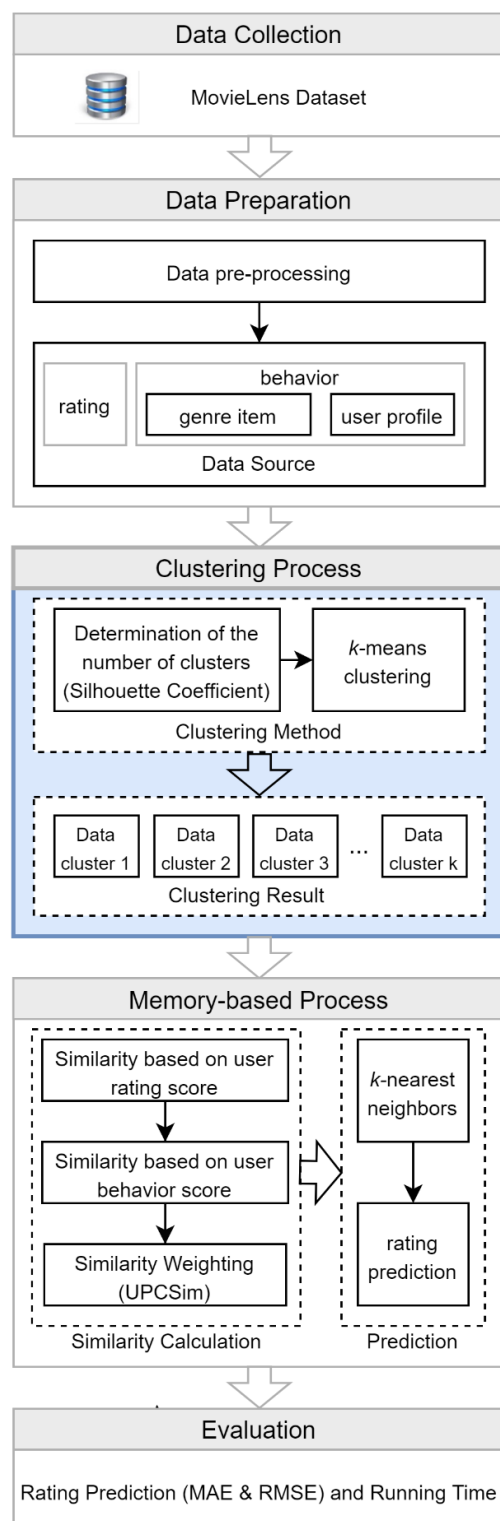 Data Collection
MovieLens Dataset
Data Preparation
Data pre-processing
behavior
rating
genre item
user profile
Data Source
Clustering Process
Determination of the
number of clusters
(Silhouette Coefficient)
k-means
clustering
Clustering Method
Data
cluster 1
Data
cluster 2
Data
cluster 3
...
Data
cluster k
Clustering Result
Memory-based Process
Similarity based on user
rating score
Similarity based on user
behavior score
Similarity Weighting
(UPCSim)
Similarity Calculation
k-nearest
neighbors
rating
prediction
Prediction
Evaluation
Rating Prediction (MAE & RMSE) and Running Time